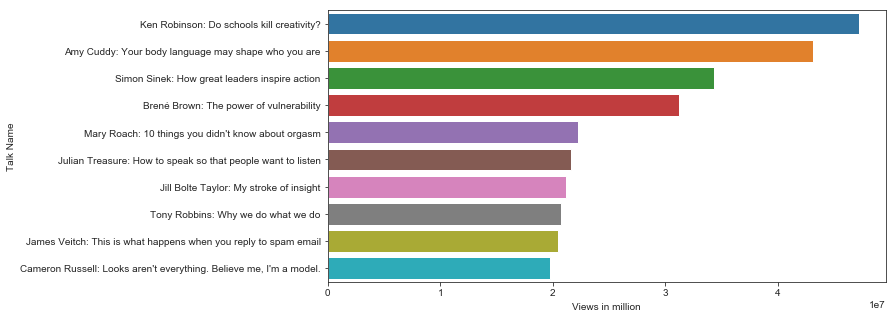 Talk Name
Ken Robinson: Do schools kill creativity?
Amy Cuddy: Your body language may shape who you are
Simon Sinek: How great leaders inspire action
Brené Brown: The power of vulnerability
Mary Roach: 10 things you didn't know about orgasm
Julian Treasure: How to speak so that people want to listen
Jill Bolte Taylor: My stroke of insight
Tony Robbins: Why we do what we do
James Veitch: This is what happens when you reply to spam email
Cameron Russell: Looks aren't everything. Believe me, I'm a model.
0 1 2 3 4
1e7
Views in million